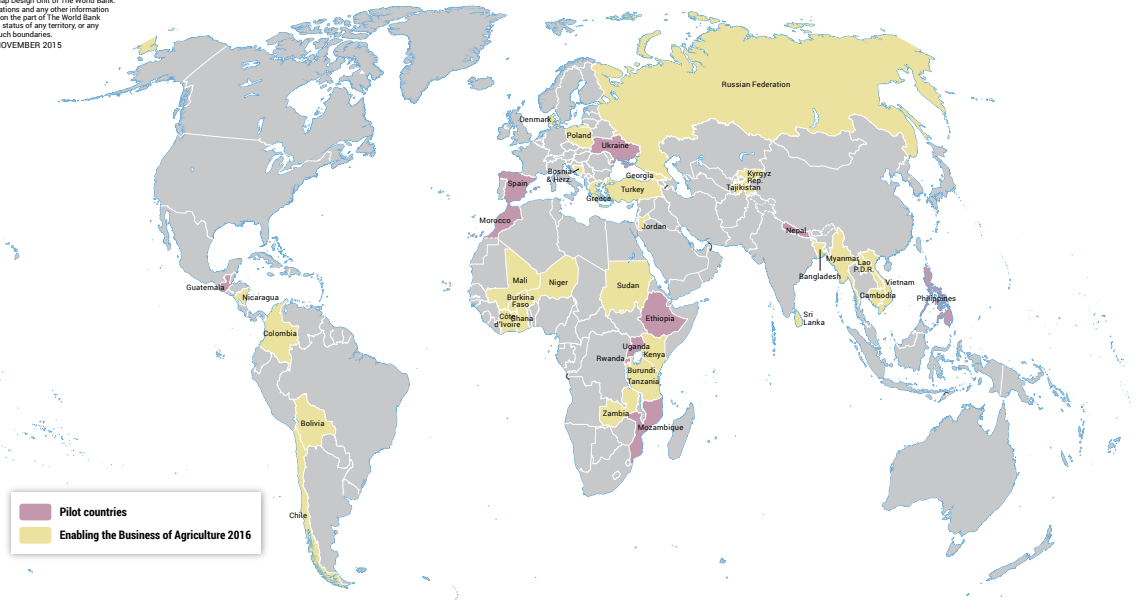 ap Design Unit of The World Bank.
ations and any other information
on the part of The World Bank
status of any territory, or any
uch boundaries.
NOVEMBER 2015
Russian Federation
Denmark
Poland
Ukraine
Bosnia
& Herz.
Georgia
Kyrgyz
Rep.
Tajikistan
Spain
Turkey
Greece
Morocco
Jordan
Nepal
Myanmar
Lao
P.D.R.
Bangladesh
Vietnam
Guatemala
Nicaragua
Mali
Niger
Sudan
Burkina
Faso
Cambodia
Philippines
Côte
d'Ivoire
Ghana
Ethiopia
Sri
Lanka
Colombia
Uganda
Kenya
Rwanda
Burundi
Tanzania
Zambia
Mozambique
Bolivia
Chile
Pilot countries
Enabling the Business of Agriculture 2016